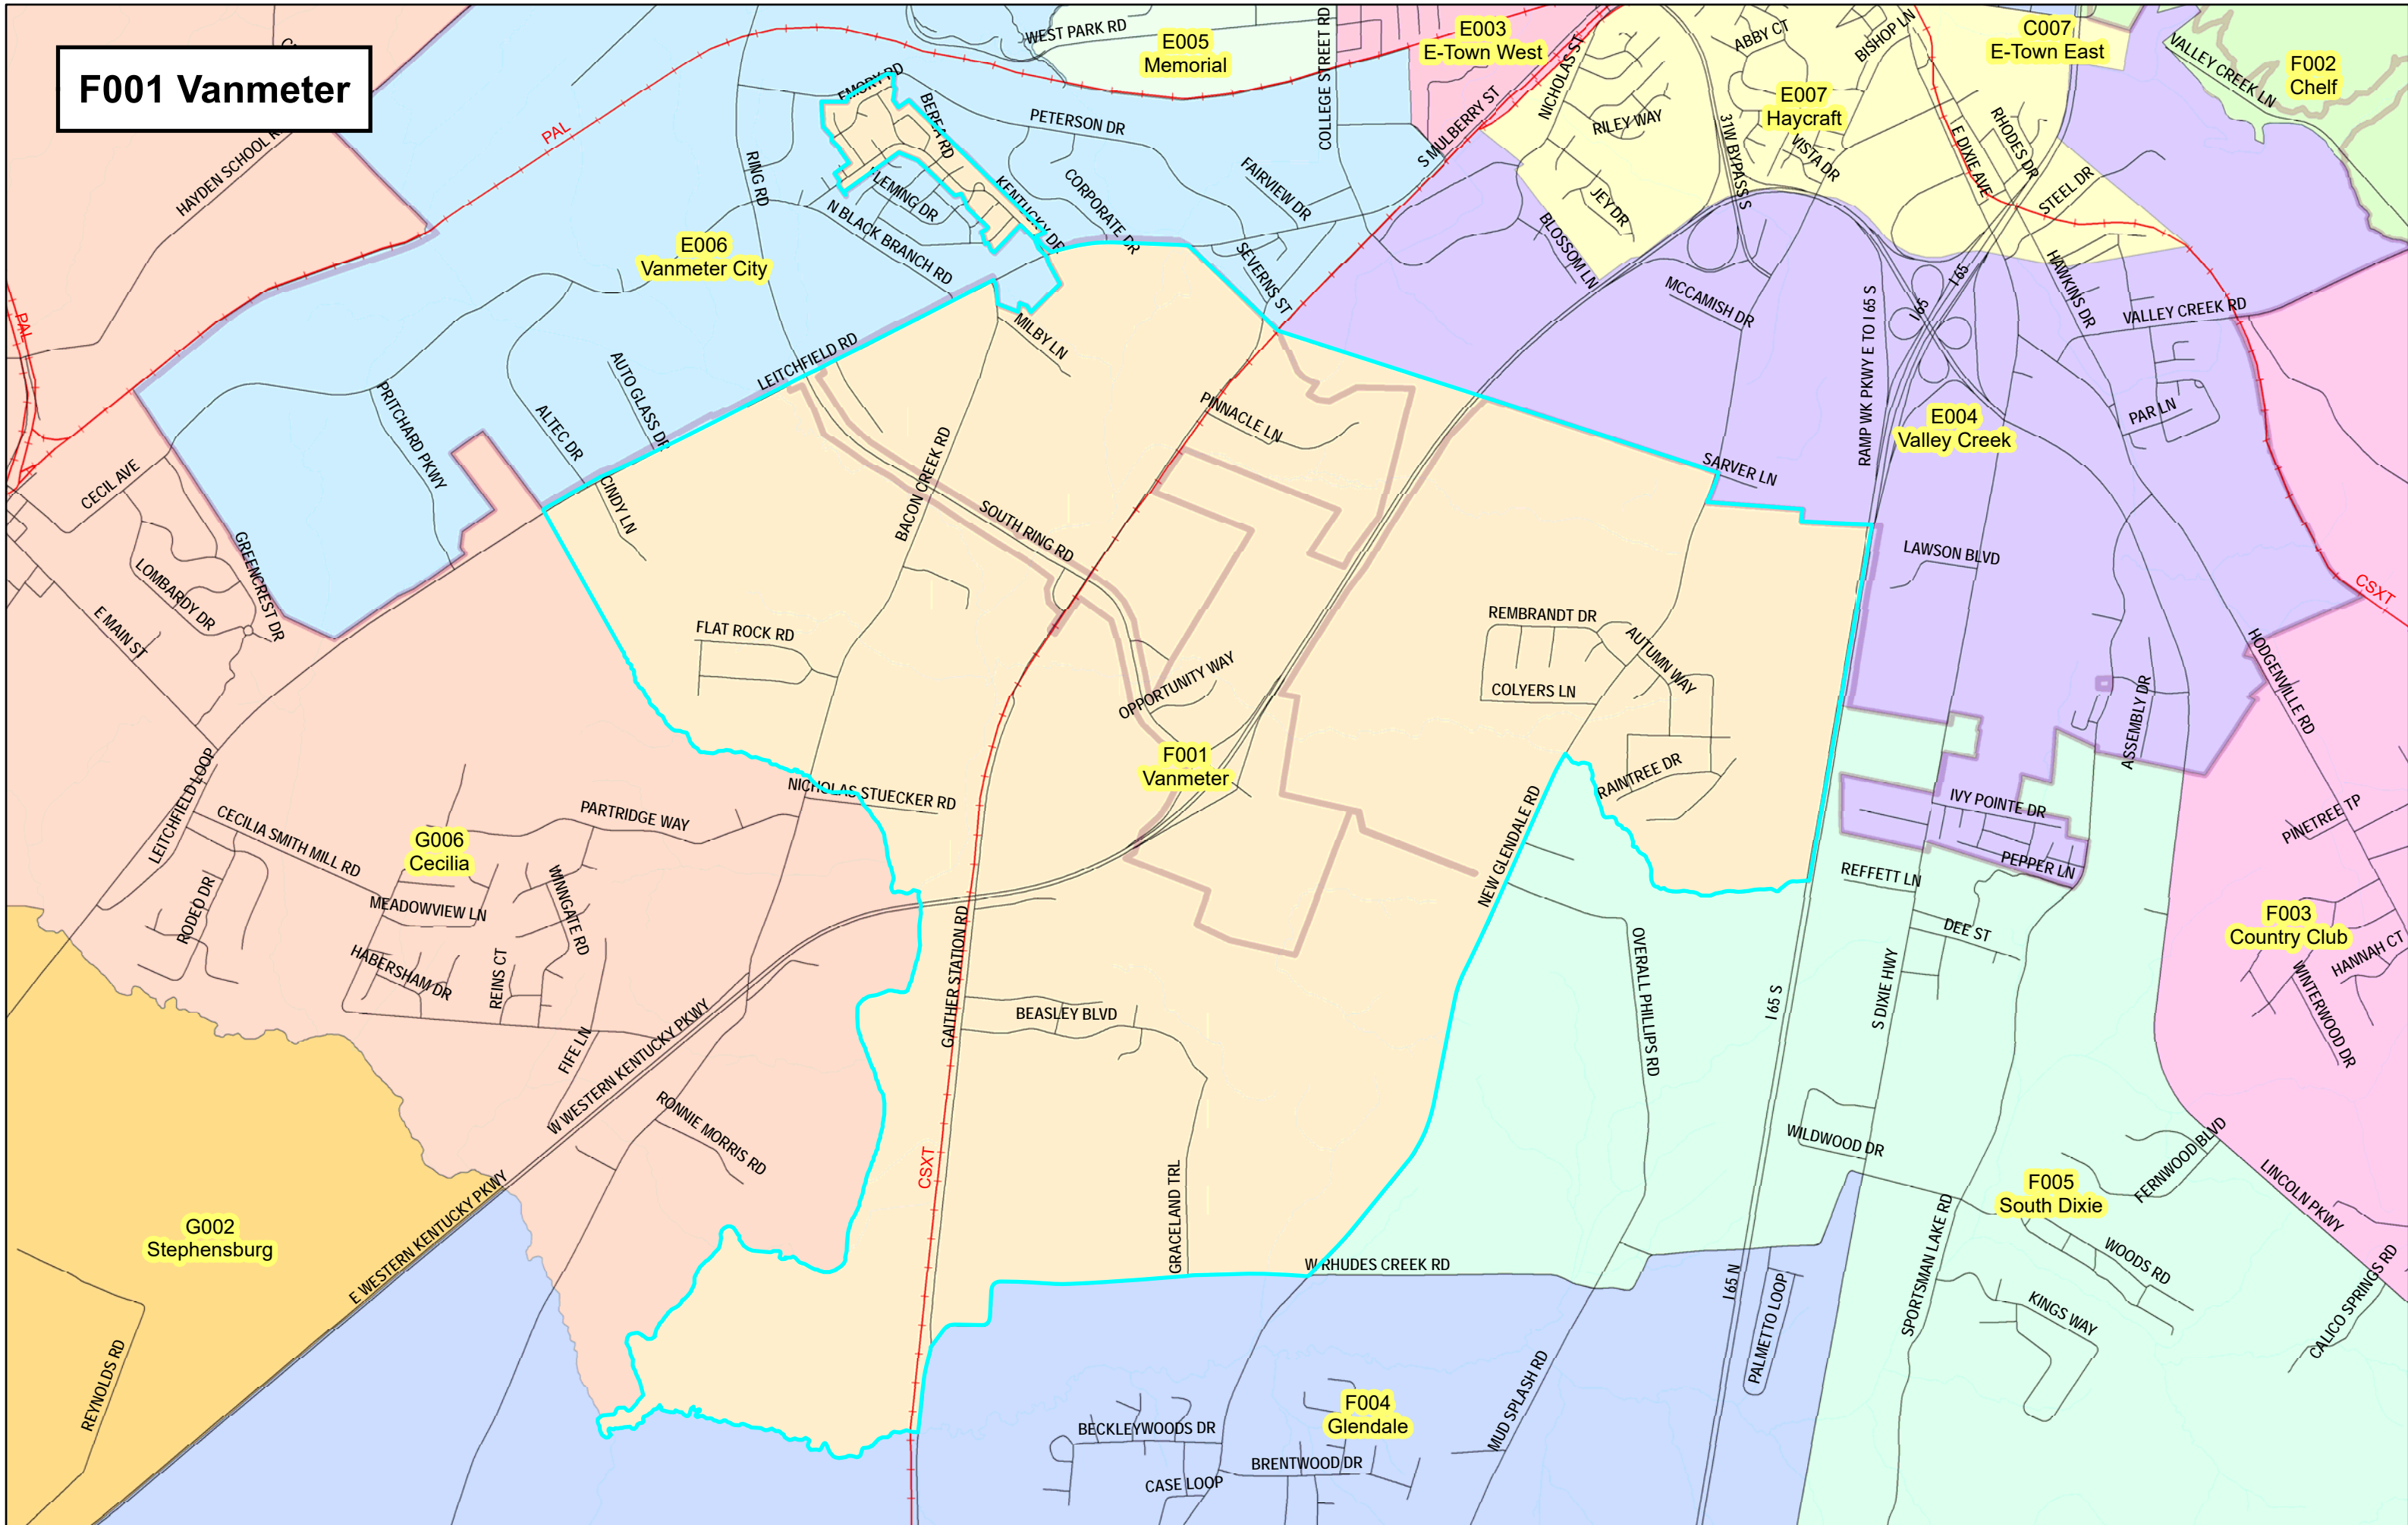 F001 Vanmeter
WEST PARK RD
E005
Memorial
COLLEGE STREET RD
E003
E-Town West
ABBY CT
BISHOP LN
C007
E-Town East
VALLEY CREEK LN
F002
Chelf
HAYDEN SCHOOL R
PAL
EMORY RD
BEREA RD
PETERSON DR
NICHOLAS ST
S MULBERRY ST
RILEY WAY
E007
Haycraft
31W BYPASS S
VISTA DR
E DIXIE AVE
RHODES DR
STEEL DR
RING RD
FLEMING DR
KENTUCKY DR
CORPORATE DR
FAIRVIEW DR
JEY DR
N BLACK BRANCH RD
E006
Vanmeter City
SEVERNS ST
BLOSSOM LN
MCCAMISH DR
RAMP WK PKWY E TO I 65 S
I 65
I 65
HAWKINS DR
VALLEY CREEK RD
PAL
LEITCHFIELD RD
MILBY LN
AUTO GLASS DR
PRITCHARD PKWY
ALTEC DR
PINNACLE LN
E004
Valley Creek
PAR LN
CECIL AVE
CINDY LN
BACON CREEK RD
SOUTH RING RD
SARVER LN
LAWSON BLVD
GREENCREST DR
LOMBARDY DR
E MAIN ST
FLAT ROCK RD
OPPORTUNITY WAY
REMBRANDT DR
AUTUMN WAY
COLYERS LN
CSXT
HODGENVILLE RD
ASSEMBLY DR
F001
Vanmeter
RAINTREE DR
LEITCHFIELD LOOP
NICHOLAS STUECKER RD
PARTRIDGE WAY
CECILIA SMITH MILL RD
G006
Cecilia
NEW GLENDALE RD
IVY POINTE DR
PEPPER LN
REFFETT LN
PINETREE TP
RODEO DR
MEADOWVIEW LN
WINNGATE RD
HABERSHAM DR
REINS CT
GAITHER STATION RD
OVERALL PHILLIPS RD
DEE ST
F003
Country Club
HANNAH CT
WINTERWOOD DR
FIFE LN
W WESTERN KENTUCKY PKWY
BEASLEY BLVD
I 65 S
S DIXIE HWY
RONNIE MORRIS RD
CSXT
GRACELAND TRL
WILDWOOD DR
FERNWOOD BLVD
G002
Stephensburg
E WESTERN KENTUCKY PKWY
W RHUDES CREEK RD
F005
South Dixie
LINCOLN PKWY
WOODS RD
SPORTSMAN LAKE RD
KINGS WAY
CALICO SPRINGS RD
REYNOLDS RD
I 65 N
PALMETTO LOOP
MUD SPLASH RD
F004
Glendale
BECKLEYWOODS DR
BRENTWOOD DR
CASE LOOP